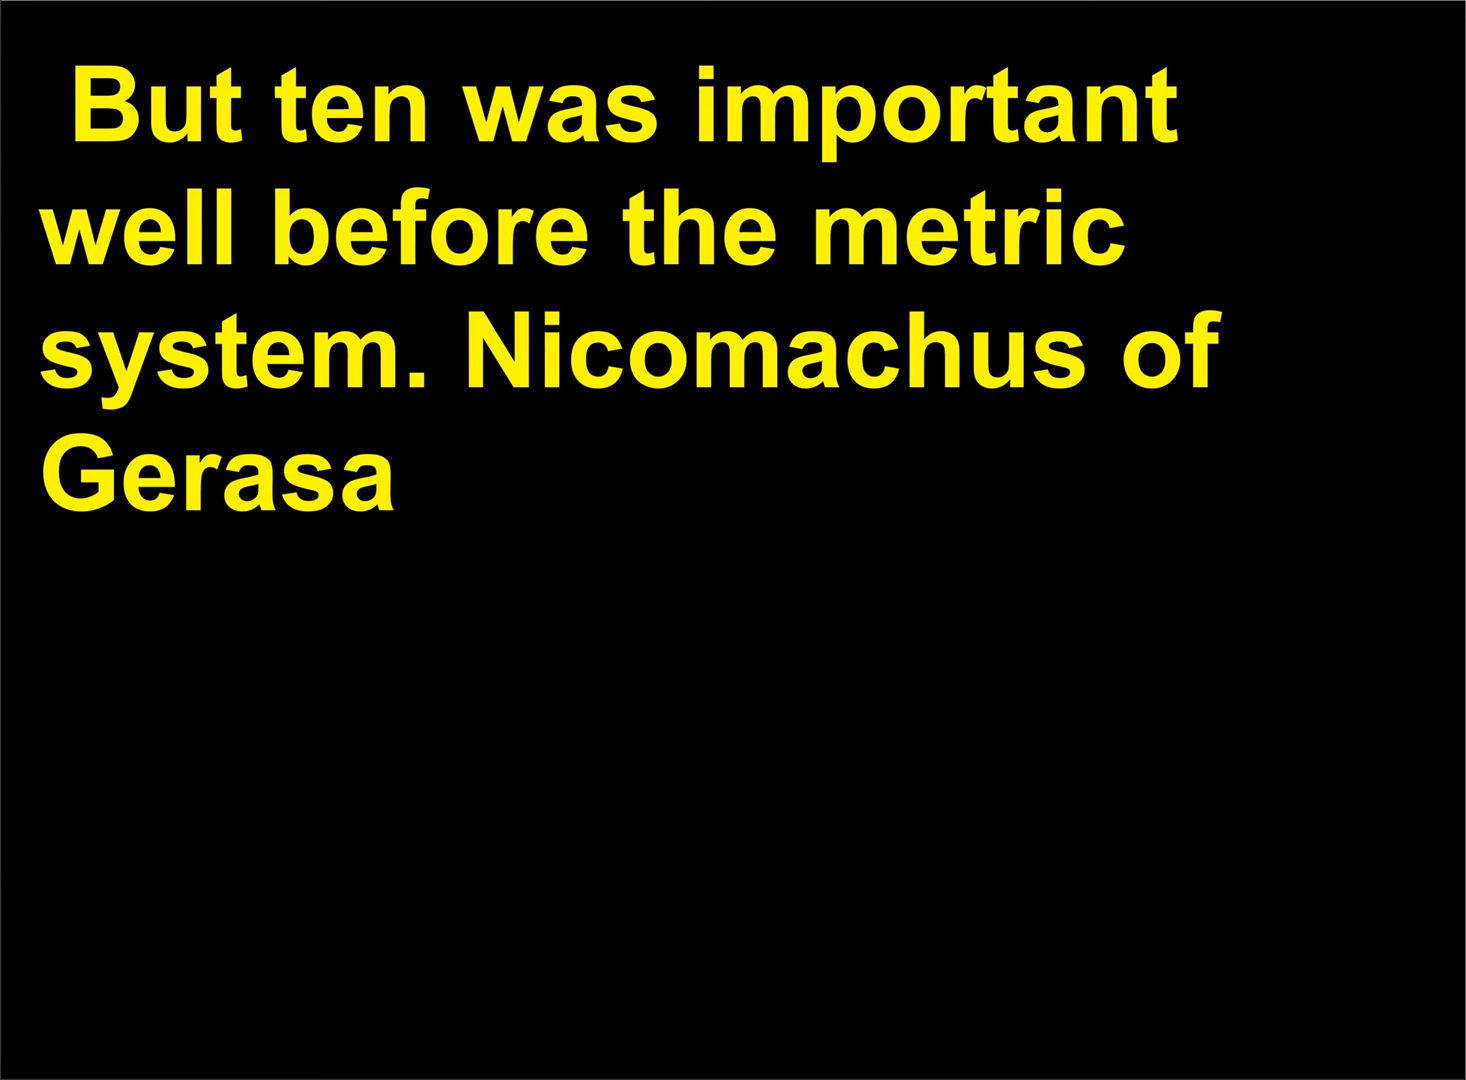 But ten was important
well before the metric
system. Nicomachus of
Gerasa